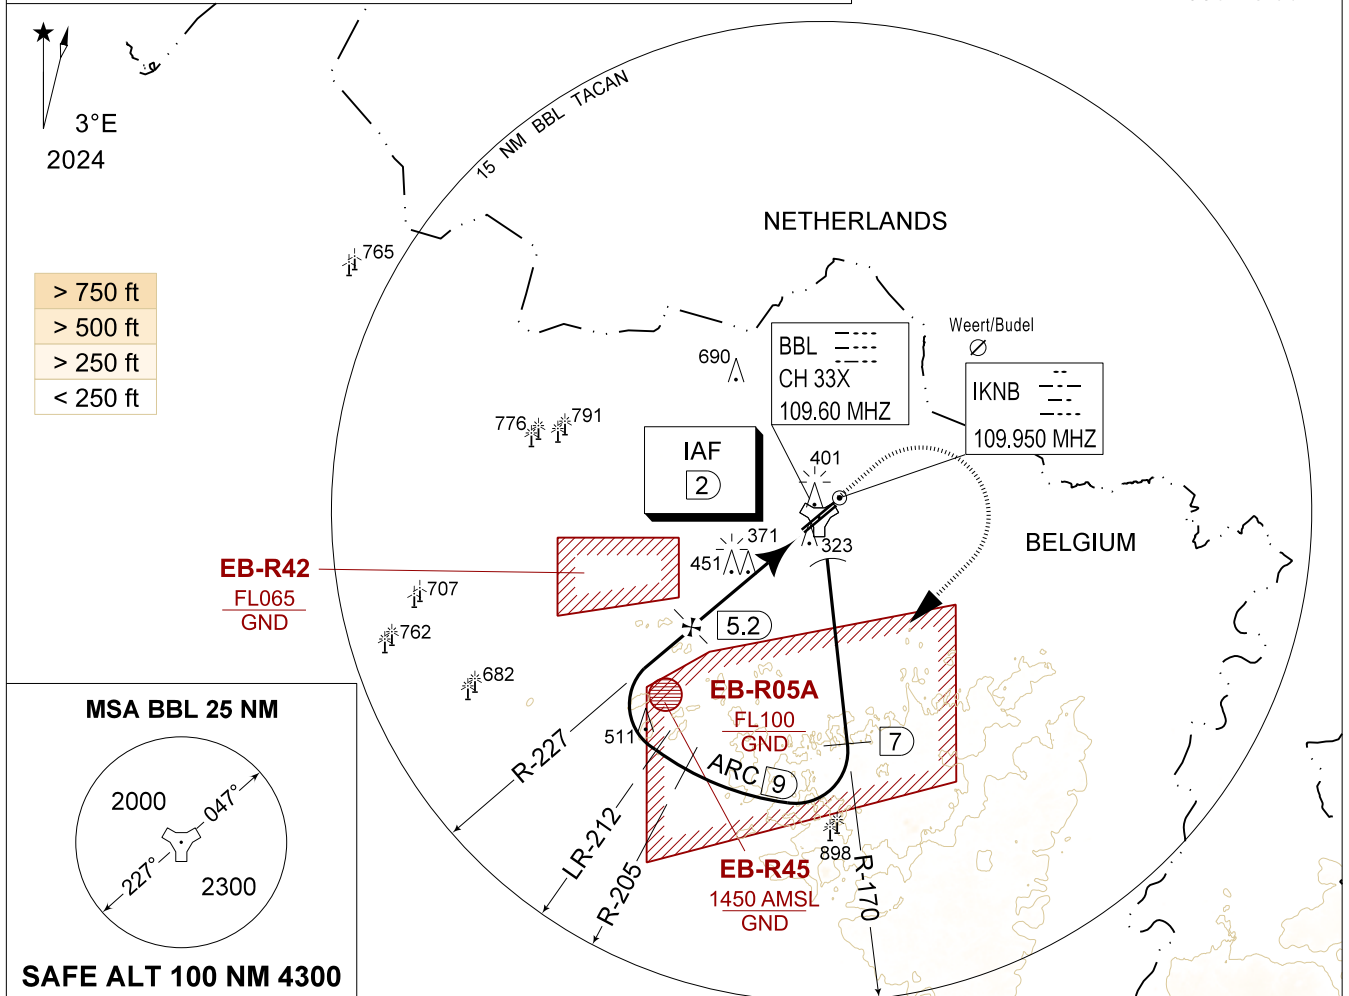 3°E
2024
15 NM BBL TACAN
NETHERLANDS
765
> 750 ft
> 500 ft
> 250 ft
< 250 ft
Weert/Budel
BBL
CH 33X
109.60 MHZ
IKNB
109.950 MHZ
690
776
791
IAF
2
401
371
451
323
BELGIUM
EB-R42
FL065
GND
707
762
682
5.2
EB-R05A
FL100
GND
7
511
ARC 9
R-227
LR-212
R-205
R-170
898
EB-R45
1450 AMSL
GND
MSA BBL 25 NM
2000
047°
227°
2300
SAFE ALT 100 NM 4300